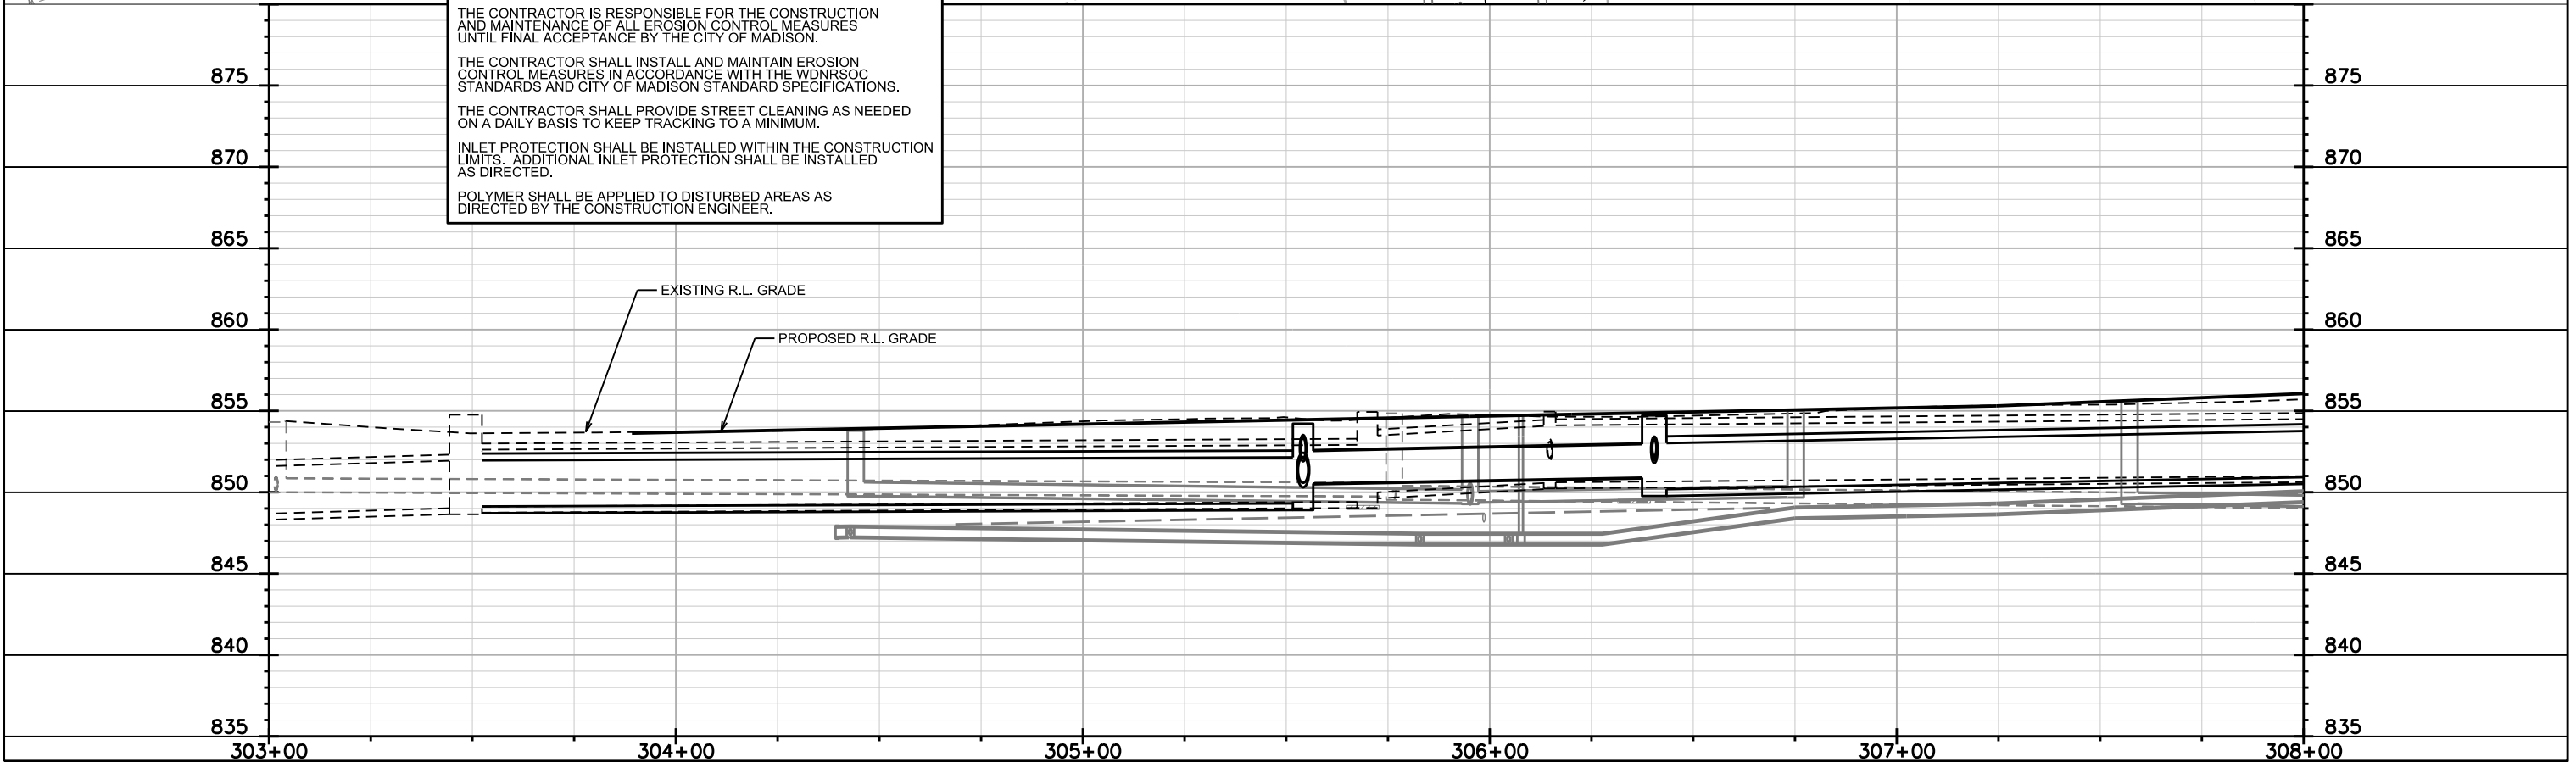 THE CONTRACTOR IS RESPONSIBLE FOR THE CONSTRUCTION
AND MAINTENANCE OF ALL EROSION CONTROL MEASURES
UNTIL FINAL ACCEPTANCE BY THE CITY OF MADISON.
THE CONTRACTOR SHALL INSTALL AND MAINTAIN EROSION
CONTROL MEASURES IN ACCORDANCE WITH THE WDNRSOC
STANDARDS AND CITY OF MADISON STANDARD SPECIFICATIONS.
THE CONTRACTOR SHALL PROVIDE STREET CLEANING AS NEEDED
ON A DAILY BASIS TO KEEP TRACKING TO A MINIMUM.
INLET PROTECTION SHALL BE INSTALLED WITHIN THE CONSTRUCTION
LIMITS. ADDITIONAL INLET PROTECTION SHALL BE INSTALLED
AS DIRECTED.
POLYMER SHALL BE APPLIED TO DISTURBED AREAS AS
DIRECTED BY THE CONSTRUCTION ENGINEER.
875 875
870 870
865 865
EXISTING R.L. GRADE
860 860
PROPOSED R.L. GRADE
855 855
850 850
845 845
840 840
835 835
303+00 304+00 305+00 306+00 307+00 308+00